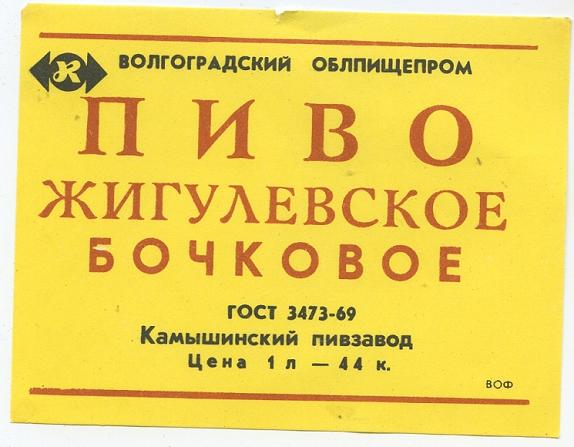 К
ВОЛГОГРАДСКИЙ ОБЛПИЩЕПРОМ
ПИВО
ЖИГУЛЕВСКОЕ
БОЧКОВОЕ
ГОСТ 3473-69
Камышинский пивзавод
Цена 1 л — 44 к.
ВОФ